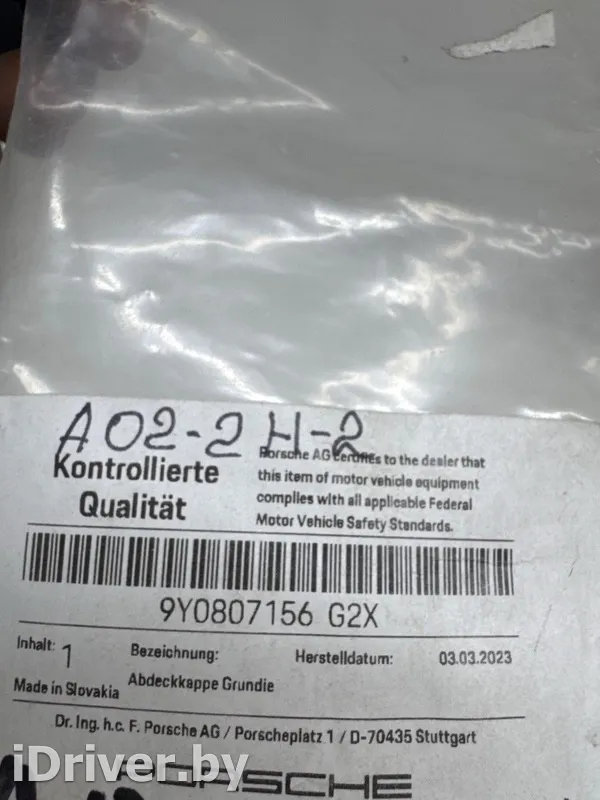 A02-2 H-2
Kontrollierte
Qualität
Porsche AG certifies to the dealer that
this item of motor vehicle equipment
complies with all applicable Federal
Motor Vehicle Safety Standards.
9Y0807156 G2X
Inhalt: 1
Bezeichnung:
Herstelldatum:
03.03.2023
Made in Slovakia
Abdeckkappe Grundie
Dr. Ing. h.c. F. Porsche AG / Porscheplatz 1 / D-70435 Stuttgart
PORSCHE
iDriver.by